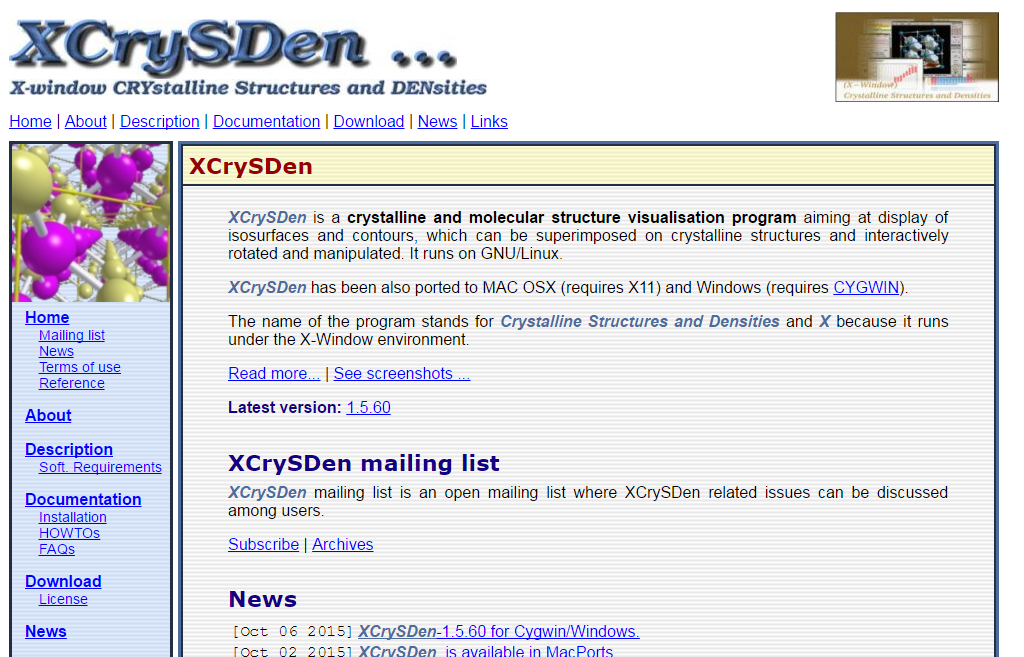 XCrySDen ...
X-window CRYstalline Structures and DENsities
(X-Window)
Crystalline Structures and Densities
Home | About | Description | Documentation | Download | News | Links
Home
Mailing list
News
Terms of use
Reference
About
Description
Soft. Requirements
Documentation
Installation
HOWTOs
FAQs
Download
License
News
XCrySDen
XCrySDen is a crystalline and molecular structure visualisation program aiming at display of
isosurfaces and contours, which can be superimposed on crystalline structures and interactively
rotated and manipulated. It runs on GNU/Linux.
XCrySDen has been also ported to MAC OSX (requires X11) and Windows (requires CYGWIN).
The name of the program stands for Crystalline Structures and Densities and X because it runs
under the X-Window environment.
Read more... | See screenshots ...
Latest version: 1.5.60
XCrySDen mailing list
XCrySDen mailing list is an open mailing list where XCrySDen related issues can be discussed
among users.
Subscribe | Archives
News
[Oct 06 2015] XCrySDen-1.5.60 for Cygwin/Windows.
[Oct 02 2015] XCrySDen is available in MacPorts